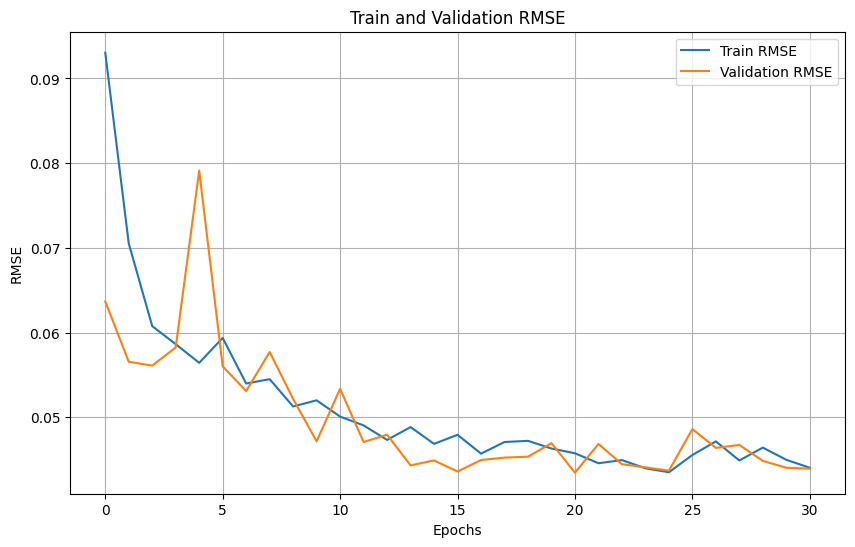 Train and Validation RMSE
Train RMSE
Validation RMSE
0.09
0.08
0.07
0.06
0.05
RMSE
0 5 10 15 20 25 30
Epochs